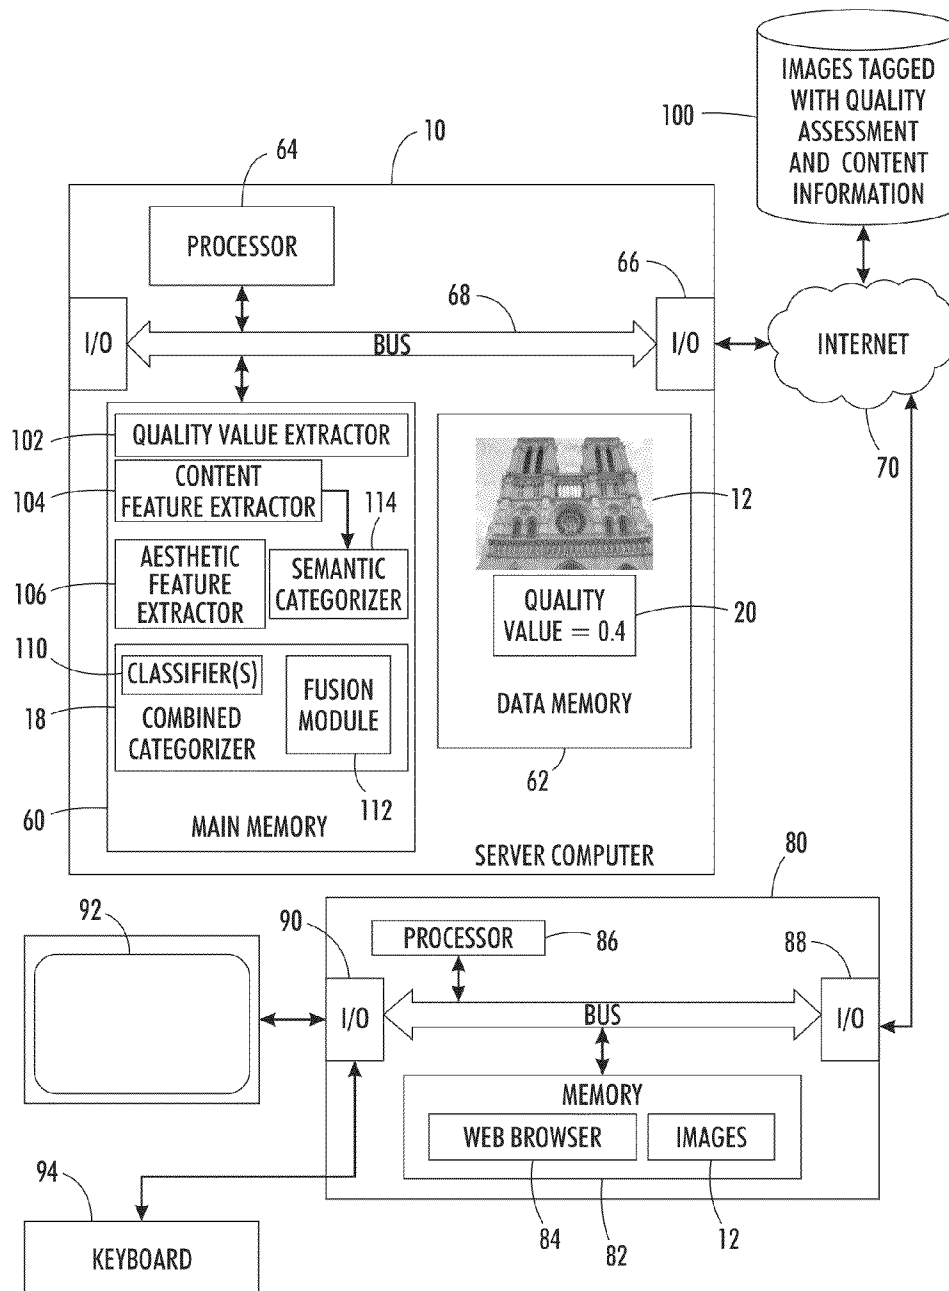 IMAGES TAGGED
WITH QUALITY
ASSESSMENT
AND CONTENT
INFORMATION
100
10
64
PROCESSOR
66
68
I/O
BUS
I/O
INTERNET
70
102
QUALITY VALUE EXTRACTOR
104
CONTENT
FEATURE EXTRACTOR
114
12
106
AESTHETIC
FEATURE
EXTRACTOR
SEMANTIC
CATEGORIZER
QUALITY
VALUE = 0.4
20
110
CLASSIFIER(S)
18
COMBINED
CATEGORIZER
FUSION
MODULE
DATA MEMORY
62
112
60
MAIN MEMORY
SERVER COMPUTER
80
92
90
PROCESSOR
86
88
I/O
BUS
I/O
MEMORY
WEB BROWSER
IMAGES
94
84
82
12
KEYBOARD